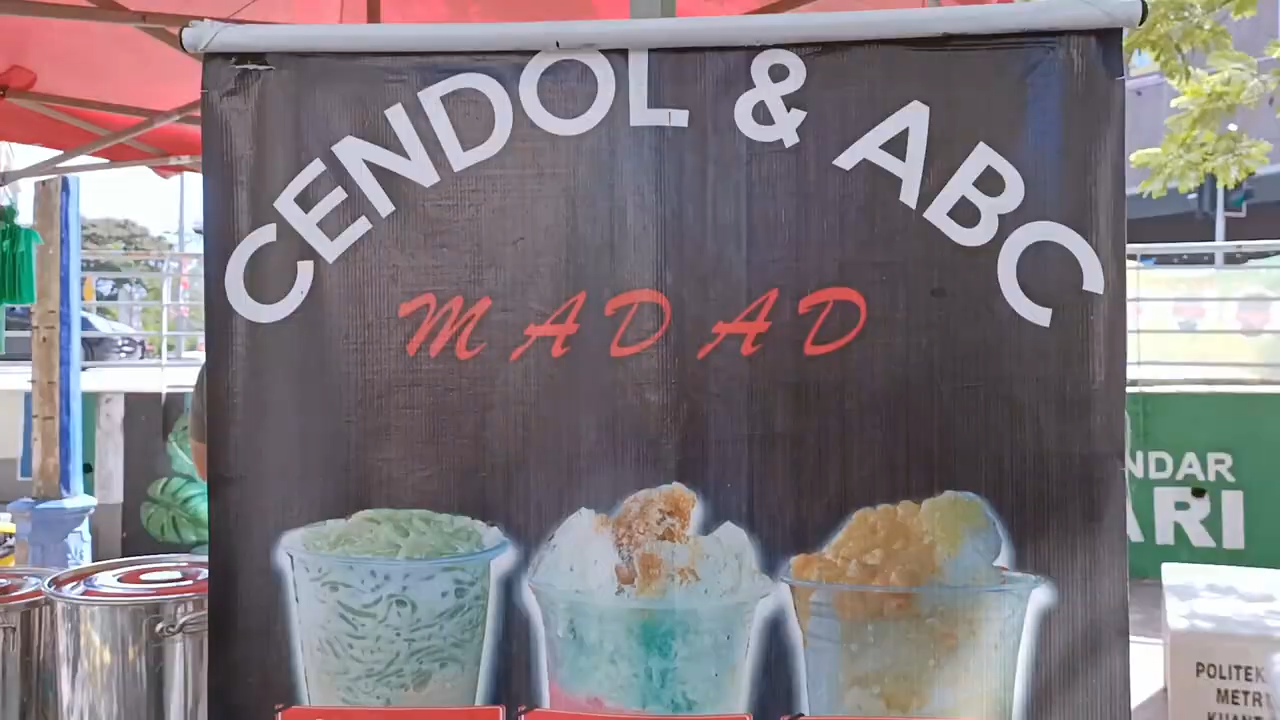 CENDOL & ABC
MADAD
NDAR
ARI
POLITEK
METR